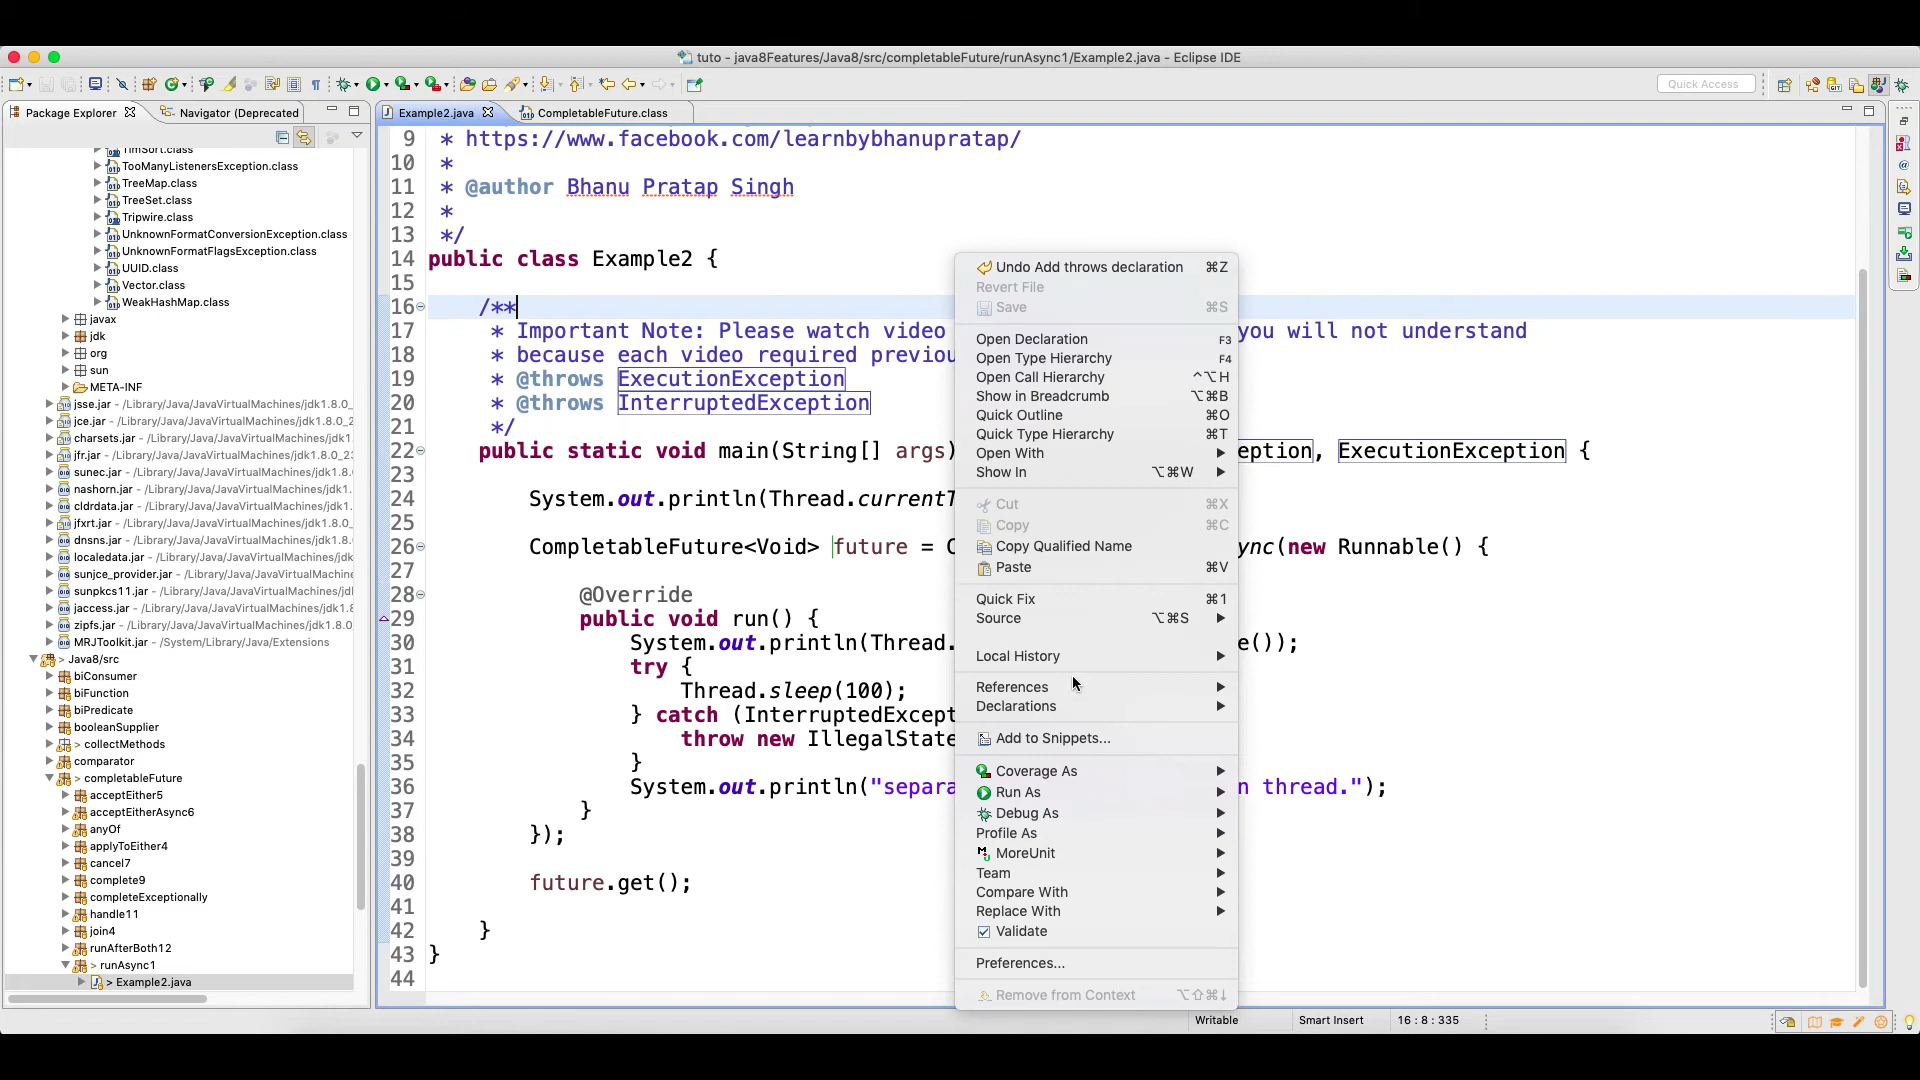 tuto - java8Features/Java8/src/completableFuture/runAsync1/Example2.java - Eclipse IDE
Quick Access
Package Explorer
Navigator (Deprecated
Example2.java
CompletableFuture.class
TimSort.class
TooManyListenersException.class
TreeMap.class
TreeSet.class
Tripwire.class
UnknownFormatConversionException.class
UnknownFormatFlagsException.class
UUID.class
Vector.class
WeakHashMap.class
javax
jdk
org
sun
META-INF
jsse.jar - /Library/Java/JavaVirtualMachines/jdk1.8.0_
jce.jar - /Library/Java/JavaVirtualMachines/jdk1.8.0_2
charsets.jar - /Library/Java/JavaVirtualMachines/jdk1.
jfr.jar - /Library/Java/JavaVirtualMachines/jdk1.8.0_23
sunec.jar - /Library/Java/JavaVirtualMachines/jdk1.8.
nashorn.jar - /Library/Java/JavaVirtualMachines/jdk1.
cldrdata.jar - /Library/Java/JavaVirtualMachines/jdk1.
jfxrt.jar - /Library/Java/JavaVirtualMachines/jdk1.8.0_
dnsns.jar - /Library/Java/JavaVirtualMachines/jdk1.8.
localedata.jar - /Library/Java/JavaVirtualMachines/jdk
sunjce_provider.jar - /Library/Java/JavaVirtualMachin
sunpkcs11.jar - /Library/Java/JavaVirtualMachines/jdk
jaccess.jar - /Library/Java/JavaVirtualMachines/jdk1.
zipfs.jar - /Library/Java/JavaVirtualMachines/jdk1.8.0
MRJToolkit.jar - /System/Library/Java/Extensions
> Java8/src
biConsumer
biFunction
biPredicate
booleanSupplier
> collectMethods
comparator
> completableFuture
acceptEither5
acceptEitherAsync6
anyOf
applyToEither4
cancel7
complete9
completeExceptionally
handle11
join4
runAfterBoth12
> runAsync1
> Example2.java
9 * https://www.facebook.com/learnbybhanupratap/
10 *
11 * @author Bhanu Pratap Singh
12 *
13 */
14 public class Example2 {
15
16 /**
17 * Important Note: Please watch video you will not understand
18 * because each video required previou
19 * @throws ExecutionException
20 * @throws InterruptedException
21 */
22 public static void main(String[] args) eption, ExecutionException {
23
24 System.out.println(Thread.currentT
25
26 CompletableFuture<Void> future = C ync(new Runnable() {
27
28 @Override
29 public void run() {
30 System.out.println(Thread. e());
31 try {
32 Thread.sleep(100);
33 } catch (InterruptedExcept
34 throw new IllegalState
35 }
36 System.out.println("separa n thread.");
37 }
38 });
39
40 future.get();
41
42 }
43 }
44
Undo Add throws declaration ⌘Z
Revert File
Save ⌘S
Open Declaration F3
Open Type Hierarchy F4
Open Call Hierarchy ^⌥H
Show in Breadcrumb ⌥⌘B
Quick Outline ⌘O
Quick Type Hierarchy ⌘T
Open With
Show In ⌥⌘W
Cut ⌘X
Copy ⌘C
Copy Qualified Name
Paste ⌘V
Quick Fix ⌘1
Source ⌥⌘S
Local History
References
Declarations
Add to Snippets...
Coverage As
Run As
Debug As
Profile As
MoreUnit
Team
Compare With
Replace With
Validate
Preferences...
Remove from Context ⌥⇧⌘↓
Writable
Smart Insert
16 : 8 : 335